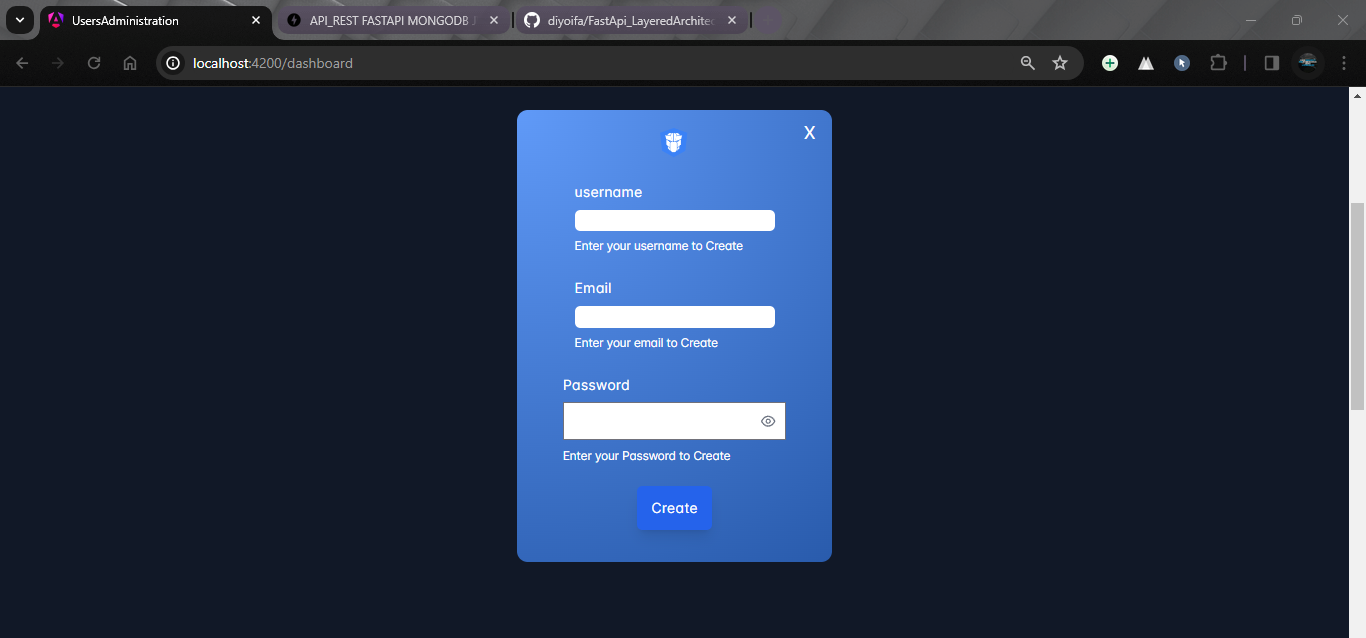 UsersAdministration
API_REST FASTAPI MONGODB J
diyoifa/FastApi_LayeredArchitec
localhost:4200/dashboard
X
username
Enter your username to Create
Email
Enter your email to Create
Password
Enter your Password to Create
Create